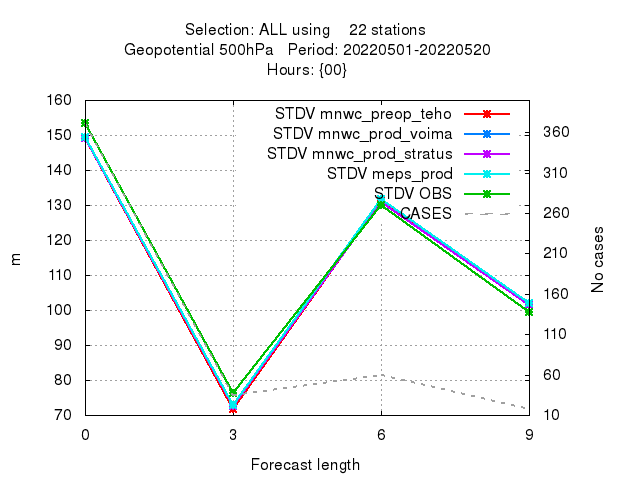 Selection: ALL using 22 stations
Geopotential 500hPa Period: 20220501-20220520
Hours: {00}
160
150
140
130
120
110
100
90
80
70
m
0
3
6
9
Forecast length
360
310
260
210
160
110
60
10
No cases
STDV mnwc_preop_teho
STDV mnwc_prod_voima
STDV mnwc_prod_stratus
STDV meps_prod
STDV OBS
CASES